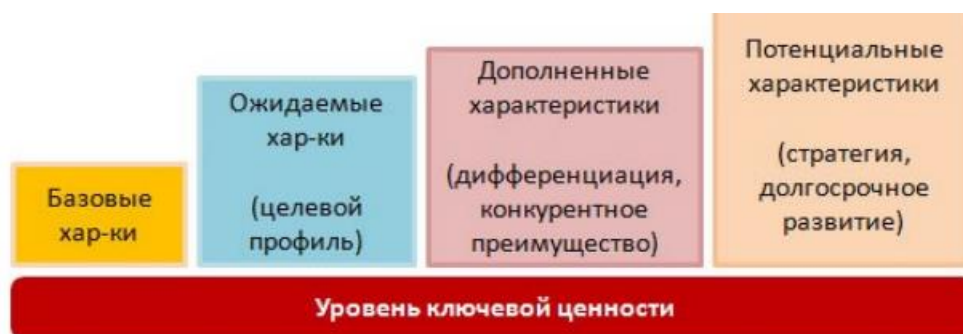 Базовые
хар-ки
Ожидаемые
хар-ки
(целевой
профиль)
Дополненные
характеристики
(дифференциация,
конкурентное
преимущество)
Потенциальные
характеристики
(стратегия,
долгосрочное
развитие)
Уровень ключевой ценности